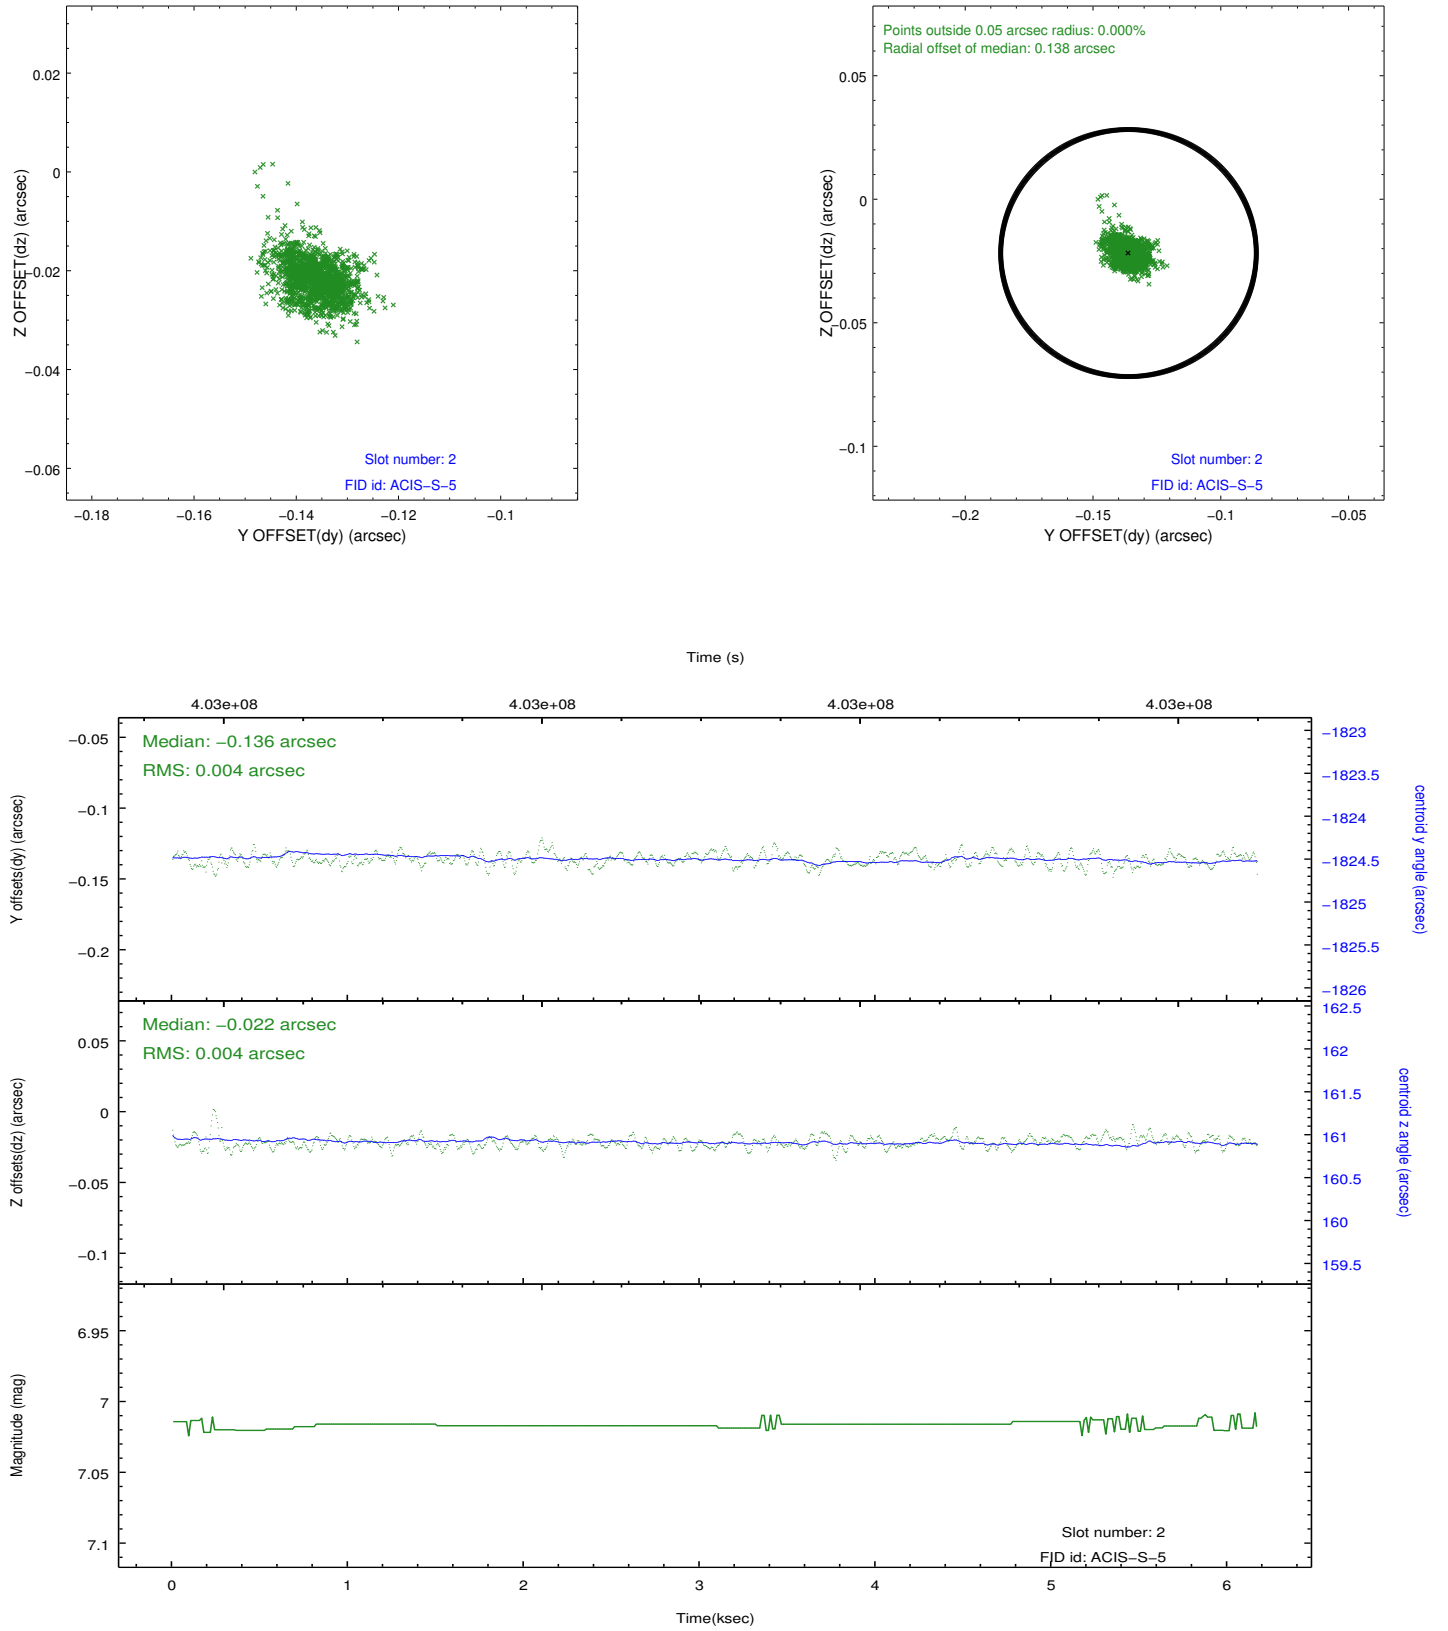 0.02
0
−0.02
−0.04
−0.06
Z OFFSET(dz) (arcsec)
−0.18
−0.16
−0.14
−0.12
−0.1
Y OFFSET(dy) (arcsec)
Slot number: 2
FID id: ACIS−S−5
Points outside 0.05 arcsec radius: 0.000%
Radial offset of median: 0.138 arcsec
0.05
0
−0.05
−0.1
Z OFFSET(dz) (arcsec)
−0.2
−0.15
−0.1
−0.05
Y OFFSET(dy) (arcsec)
Slot number: 2
FID id: ACIS−S−5
Time (s)
4.03e+08
4.03e+08
4.03e+08
4.03e+08
Median: −0.136 arcsec
RMS: 0.004 arcsec
−0.05
−0.1
−0.15
−0.2
Y offsets(dy) (arcsec)
−1823
−1823.5
−1824
−1824.5
−1825
−1825.5
−1826
centroid y angle (arcsec)
Median: −0.022 arcsec
RMS: 0.004 arcsec
0.05
0
−0.05
−0.1
Z offsets(dz) (arcsec)
162.5
162
161.5
161
160.5
160
159.5
centroid z angle (arcsec)
6.95
7
7.05
7.1
Magnitude (mag)
Slot number: 2
FID id: ACIS−S−5
0
1
2
3
4
5
6
Time(ksec)